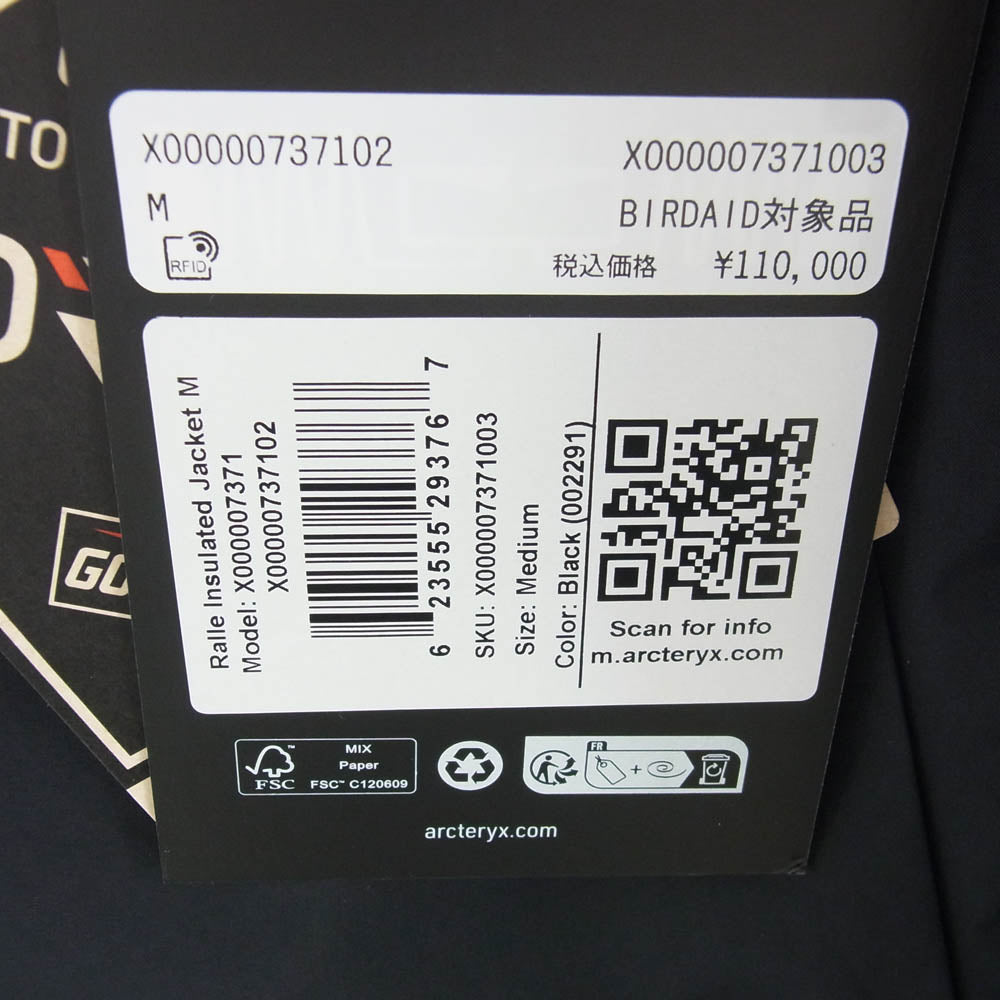 TO
GO
X00000737102
X000007371003
M
BIRDAID対象品
RFID
税込価格 ¥110,000
Ralle Insulated Jacket M
Model: X000007371
X00000737102
6 23555 29376 7
SKU: X000007371003
Size: Medium
Color: Black (002291)
Scan for info
m.arcteryx.com
FSC™
MIX
Paper
FSC™ C120609
FR
+
arcteryx.com